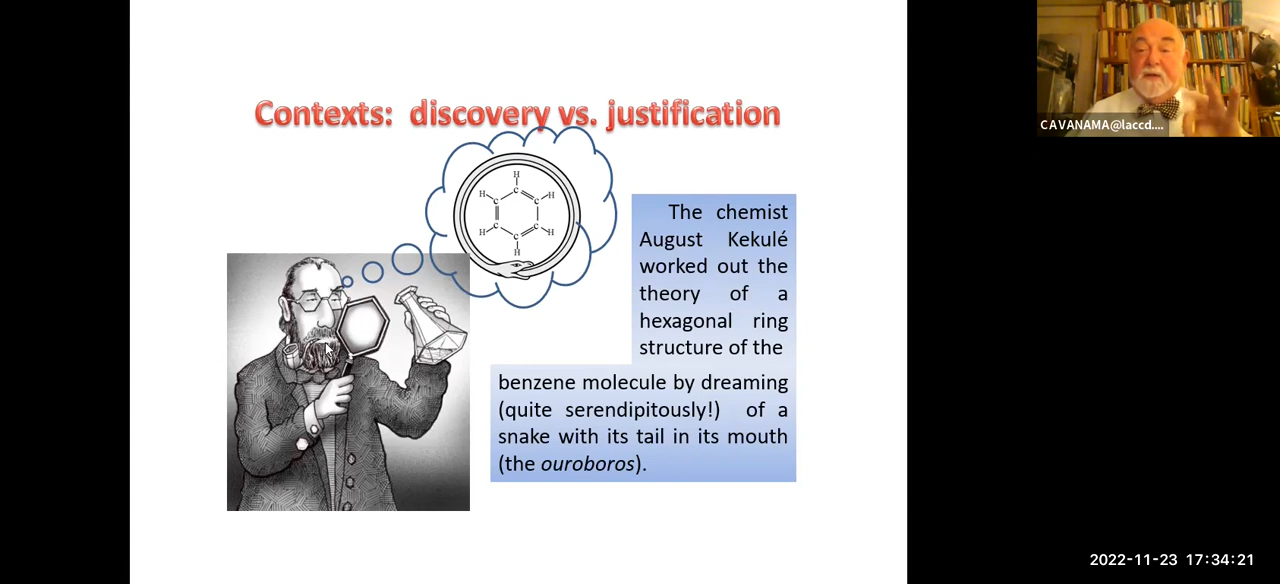 Contexts: discovery vs. justification
H
H C H
C C
C C
H C H
H
The chemist
August Kekulé
worked out the
theory of a
hexagonal ring
structure of the
benzene molecule by dreaming
(quite serendipitously!) of a
snake with its tail in its mouth
(the ouroboros).
CAVANAMA@laccd....
2022-11-23 17:34:21